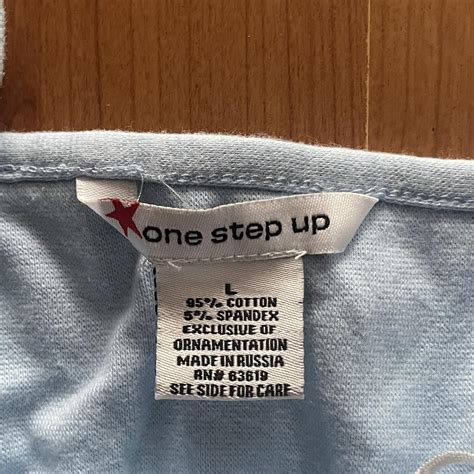 one step up
L
95% COTTON
5% SPANDEX
EXCLUSIVE OF
ORNAMENTATION
MADE IN RUSSIA
RN# 63619
SEE SIDE FOR CARE